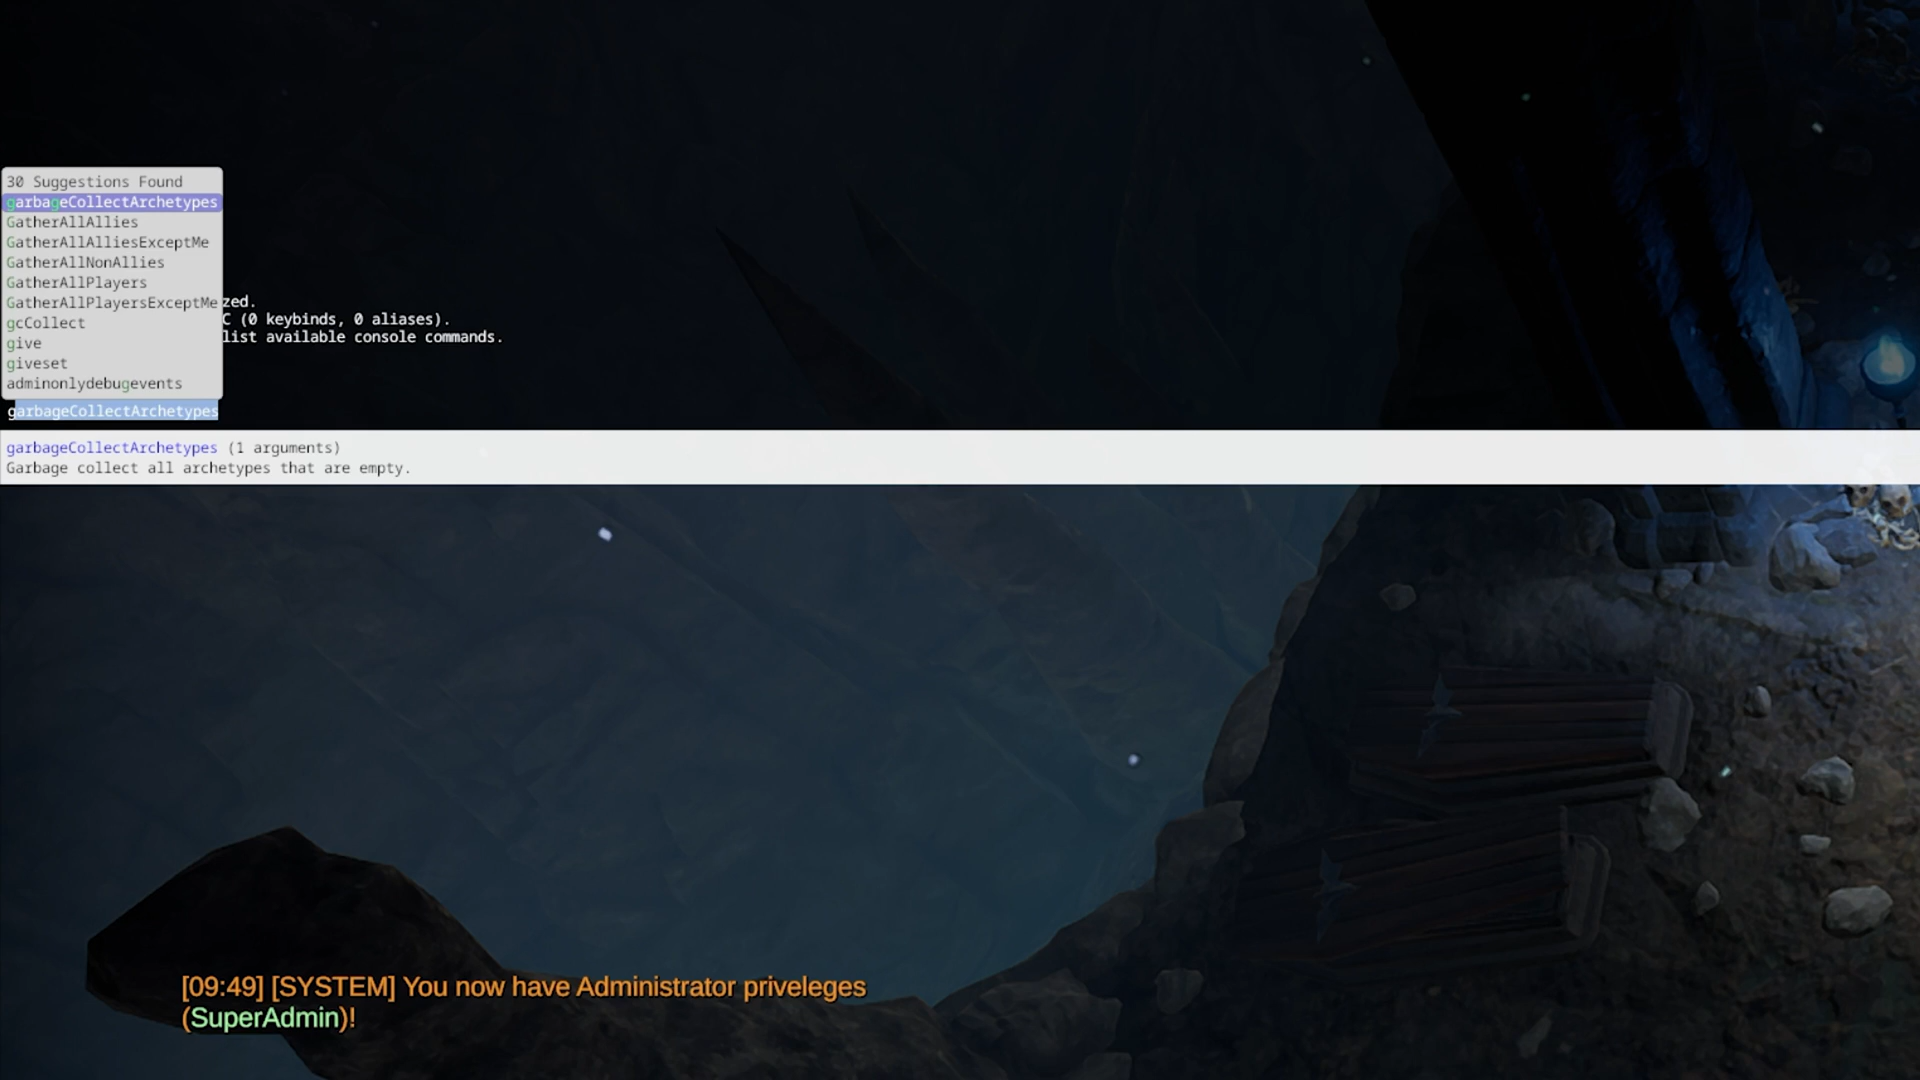 30 Suggestions Found
garbageCollectArchetypes
GatherAllAllies
GatherAllAlliesExceptMe
GatherAllNonAllies
GatherAllPlayers
GatherAllPlayersExceptMe
zed.
gcCollect
C (0 keybinds, 0 aliases).
give
list available console commands.
giveset
adminonlydebugevents
garbageCollectArchetypes
garbageCollectArchetypes (1 arguments)
Garbage collect all archetypes that are empty.
[09:49] [SYSTEM] You now have Administrator priveleges
(SuperAdmin)!